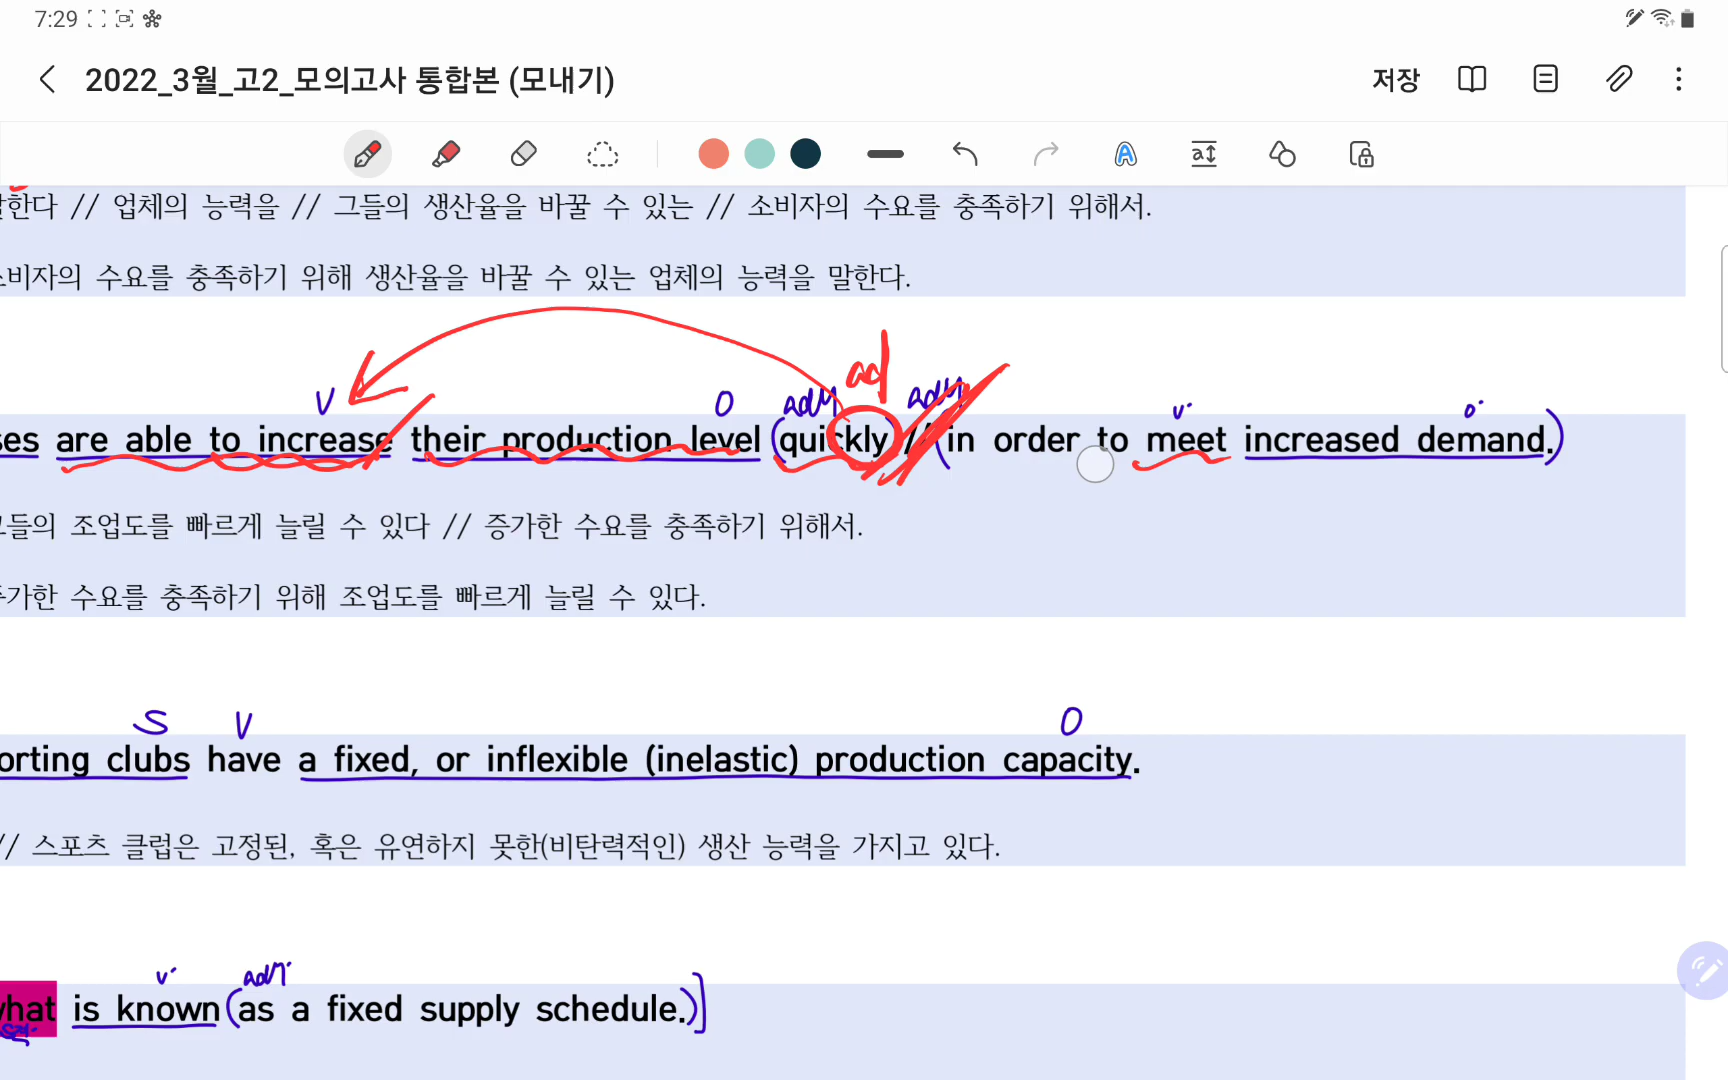 7:29
2022_3월_고2_모의고사 통합본 (모내기)
저장
말한다 // 업체의 능력을 // 그들의 생산율을 바꿀 수 있는 // 소비자의 수요를 충족하기 위해서.
소비자의 수요를 충족하기 위해 생산율을 바꿀 수 있는 업체의 능력을 말한다.
ad
V O adM adM v' o'
ses are able to increase their production level (quickly) // (in order to meet increased demand.)
그들의 조업도를 빠르게 늘릴 수 있다 // 증가한 수요를 충족하기 위해서.
증가한 수요를 충족하기 위해 조업도를 빠르게 늘릴 수 있다.
S V O
orting clubs have a fixed, or inflexible (inelastic) production capacity.
// 스포츠 클럽은 고정된, 혹은 유연하지 못한(비탄력적인) 생산 능력을 가지고 있다.
v' adM'
what is known (as a fixed supply schedule.)]